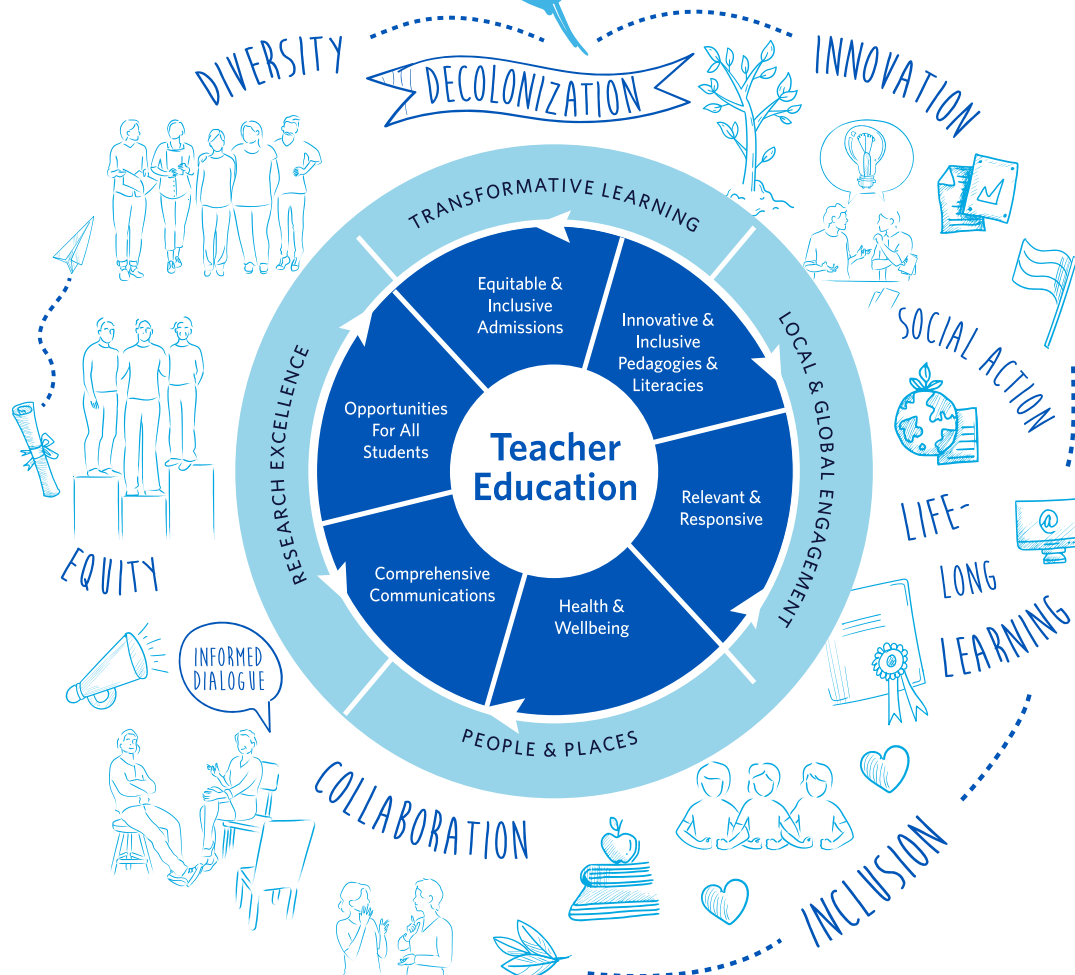 DIVERSITY
DECOLONIZATION
INNOVATION
TRANSFORMATIVE LEARNING
Equitable &
Inclusive
Admissions
Innovative &
Inclusive
Pedagogies &
Literacies
SOCIAL ACTION
LOCAL & GLOBAL ENGAGEMENT
RESEARCH EXCELLENCE
Opportunities
For All
Students
Teacher
Education
Relevant &
Responsive
LIFE-
LONG
LEARNING
@
EQUITY
Comprehensive
Communications
Health &
Wellbeing
INFORMED
DIALOGUE
PEOPLE & PLACES
COLLABORATION
INCLUSION